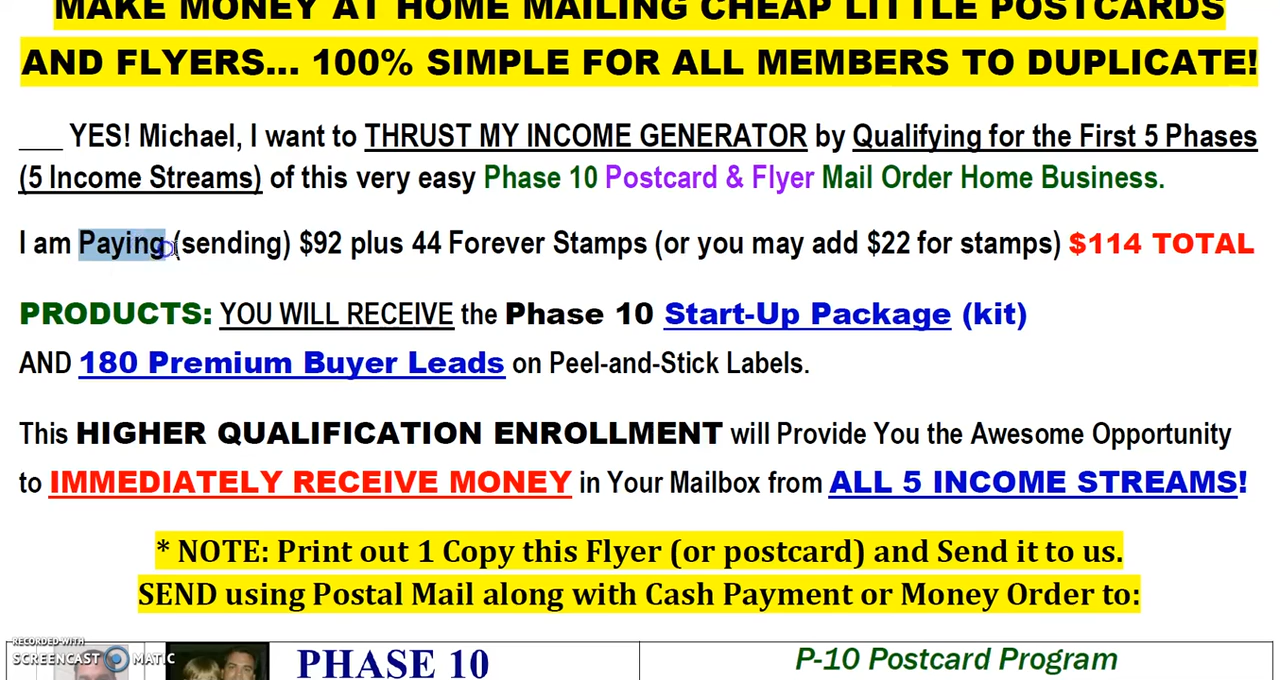 MAKE MONEY AT HOME MAILING CHEAP LITTLE POSTCARDS
AND FLYERS... 100% SIMPLE FOR ALL MEMBERS TO DUPLICATE!
___ YES! Michael, I want to THRUST MY INCOME GENERATOR by Qualifying for the First 5 Phases
(5 Income Streams) of this very easy Phase 10 Postcard & Flyer Mail Order Home Business.
I am Paying (sending) $92 plus 44 Forever Stamps (or you may add $22 for stamps) $114 TOTAL
PRODUCTS: YOU WILL RECEIVE the Phase 10 Start-Up Package (kit)
AND 180 Premium Buyer Leads on Peel-and-Stick Labels.
This HIGHER QUALIFICATION ENROLLMENT will Provide You the Awesome Opportunity
to IMMEDIATELY RECEIVE MONEY in Your Mailbox from ALL 5 INCOME STREAMS!
* NOTE: Print out 1 Copy this Flyer (or postcard) and Send it to us.
SEND using Postal Mail along with Cash Payment or Money Order to:
RECORDED WITH
SCREENCAST MATIC
PHASE 10
P-10 Postcard Program